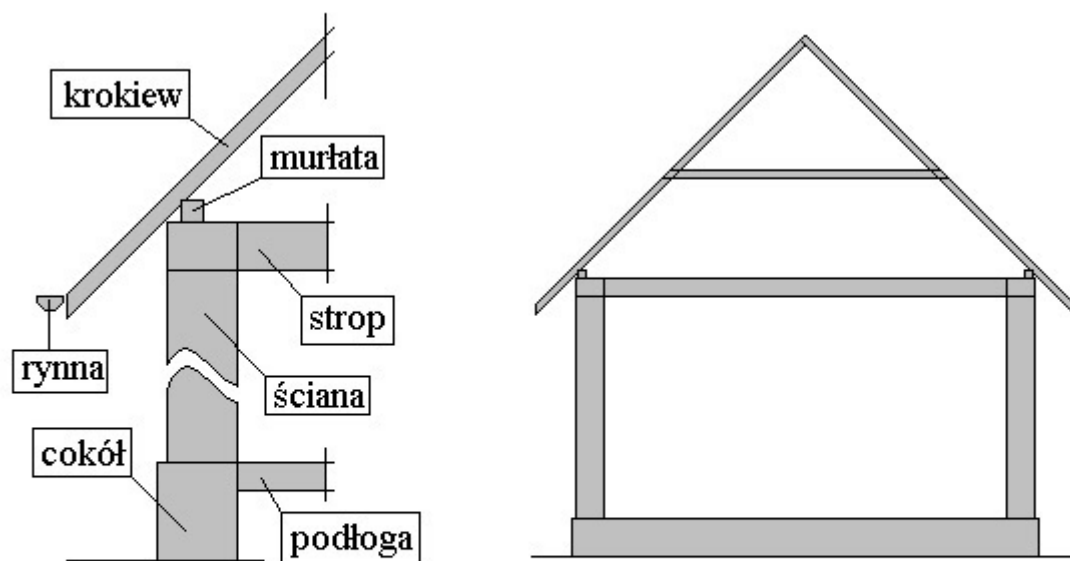 krokiew
murłata
strop
rynna
ściana
cokół
podłoga